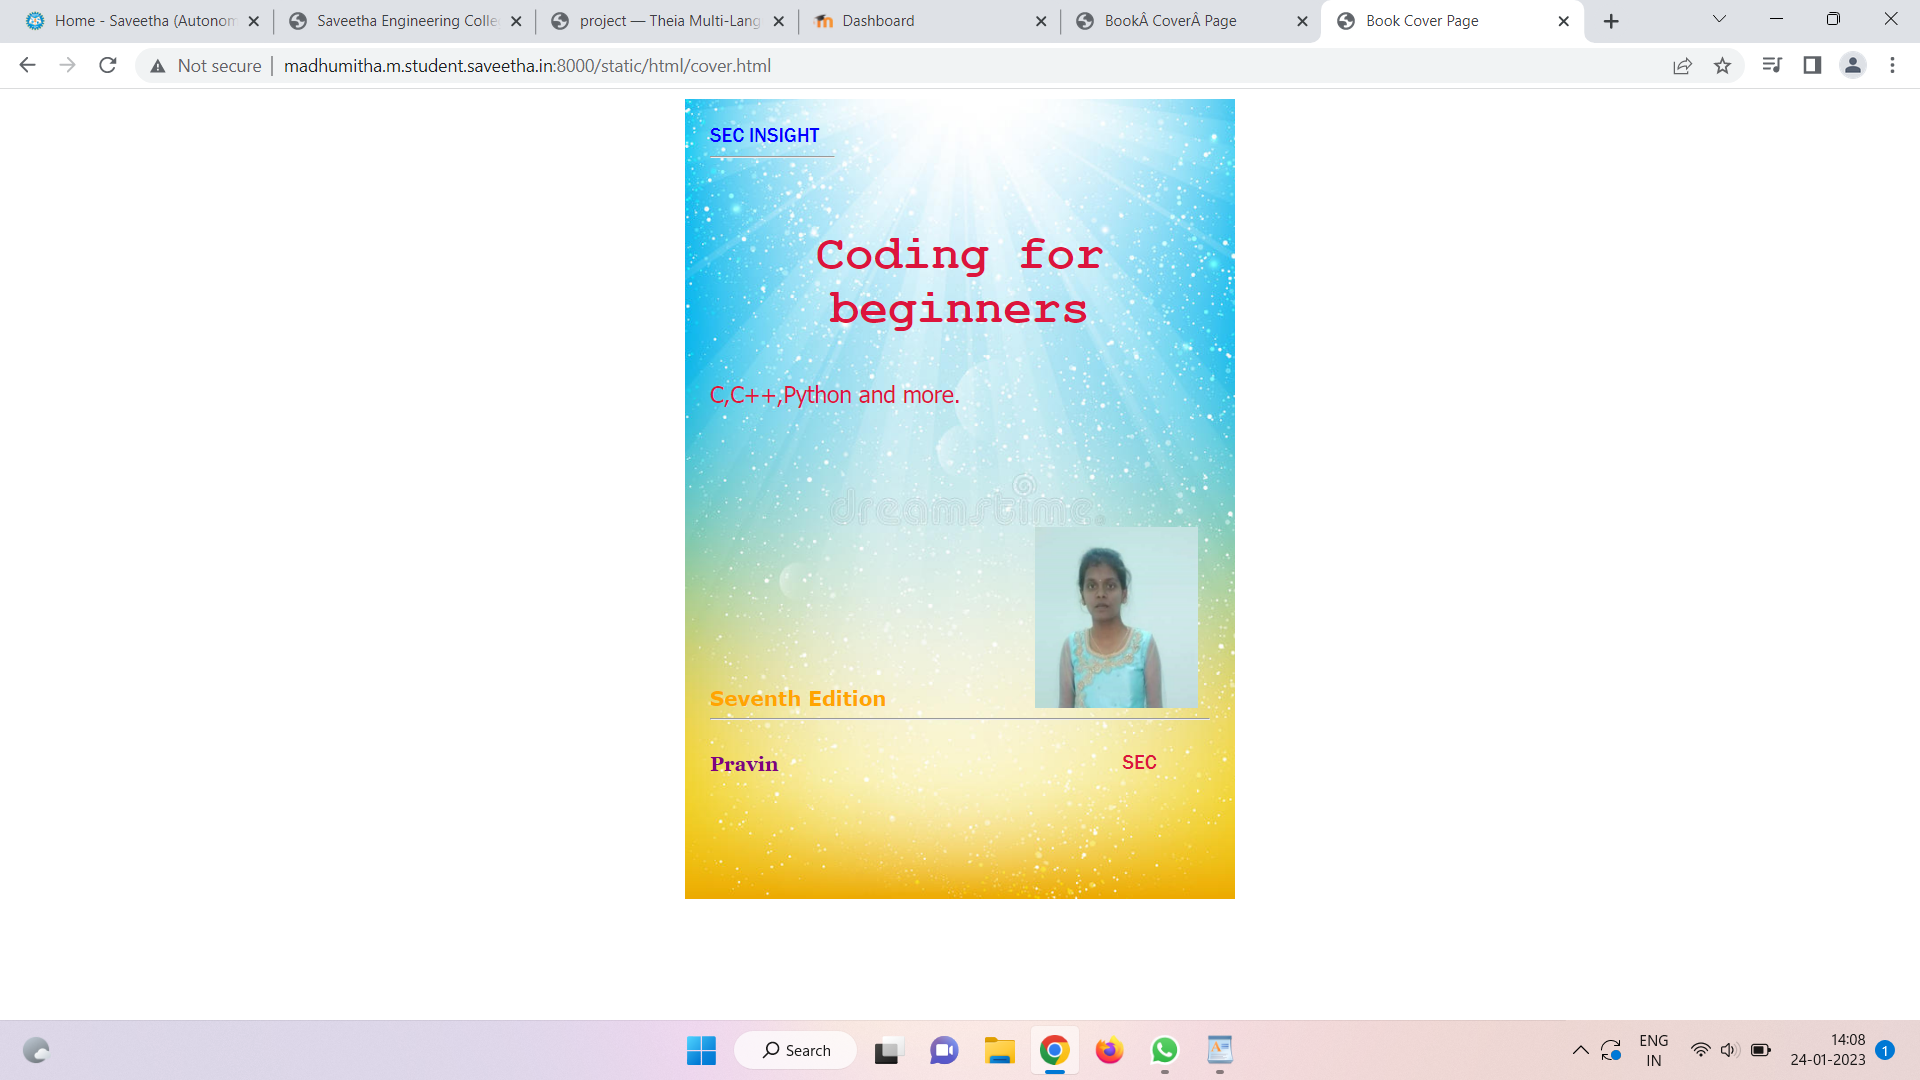 Home - Saveetha (Autonom
Saveetha Engineering Colle
project — Theia Multi-Lang
Dashboard
BookÂ CoverÂ Page
Book Cover Page
Not secure
madhumitha.m.student.saveetha.in:8000/static/html/cover.html
SEC INSIGHT
Coding for
beginners
C,C++,Python and more.
dreamstime.
Seventh Edition
Pravin
SEC
Search
ENG
IN
14:08
24-01-2023
1